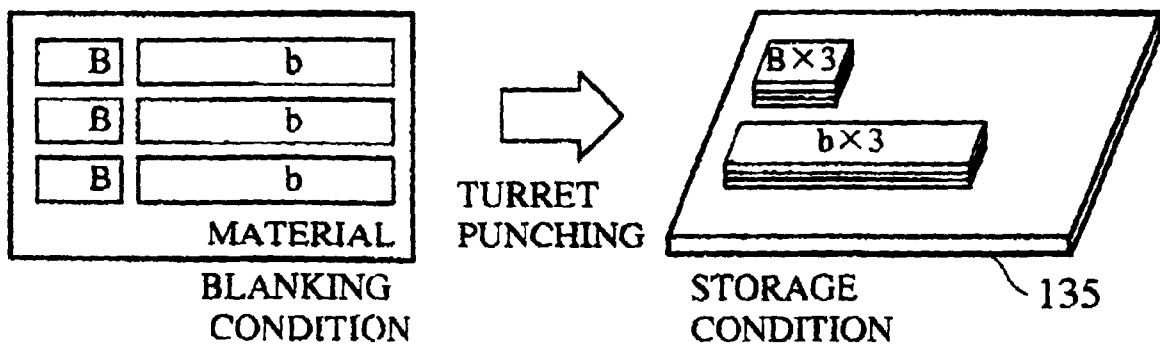 B b
B b
B b
MATERIAL
BLANKING
CONDITION
TURRET
PUNCHING
B×3
b×3
STORAGE
CONDITION
135